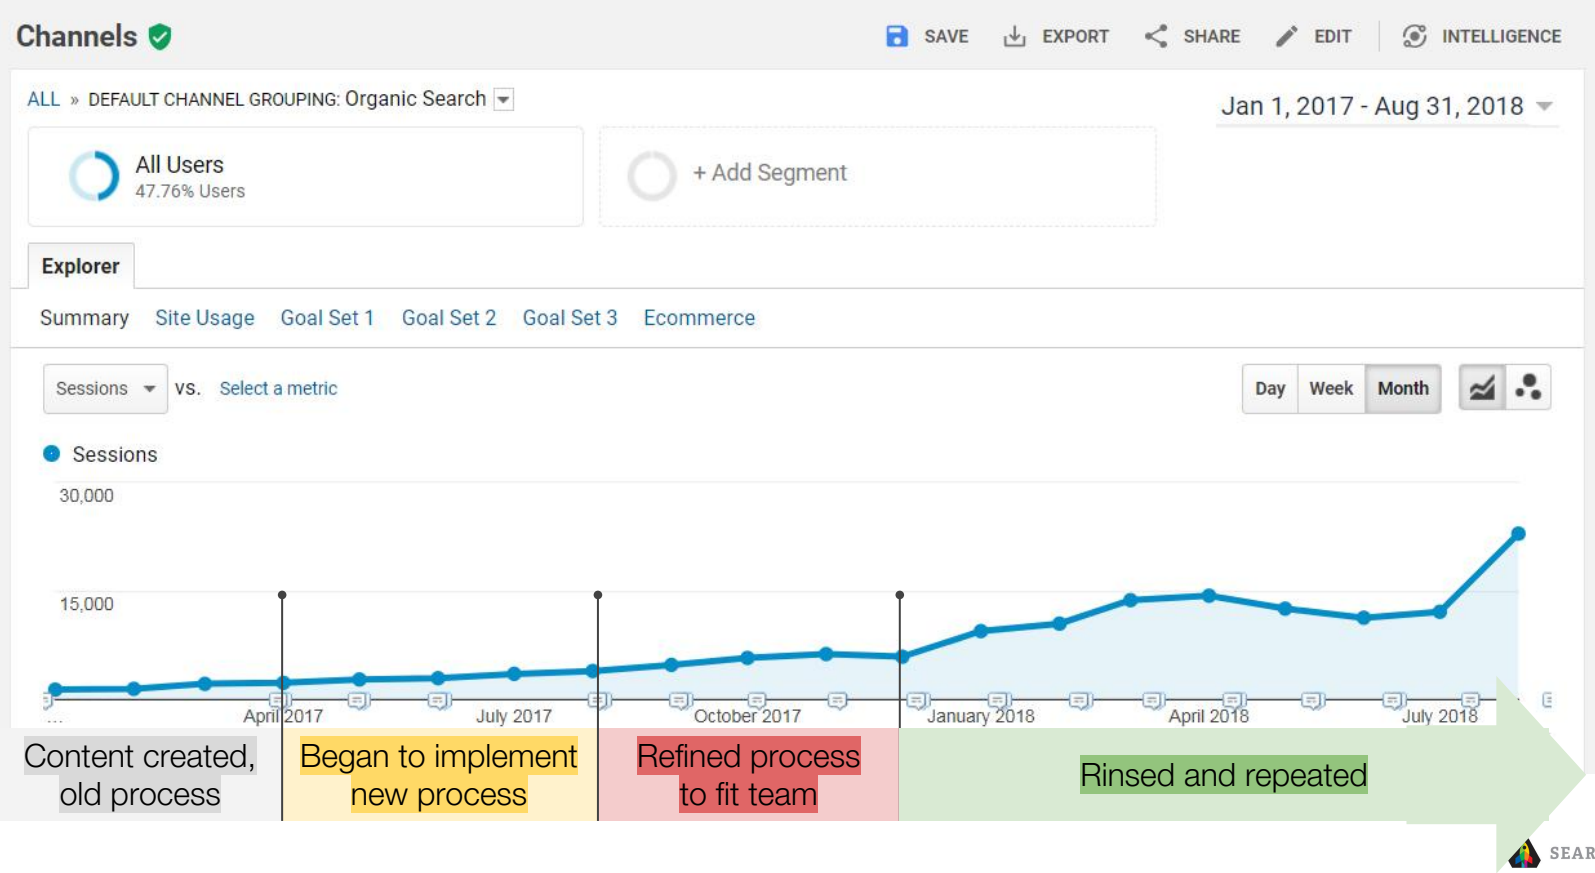 Channels
SAVE
EXPORT
SHARE
EDIT
INTELLIGENCE
ALL » DEFAULT CHANNEL GROUPING: Organic Search
Jan 1, 2017 - Aug 31, 2018
All Users
47.76% Users
+ Add Segment
Explorer
Summary Site Usage Goal Set 1 Goal Set 2 Goal Set 3 Ecommerce
Sessions VS. Select a metric
Day Week Month
Sessions
30,000
15,000
... April 2017 July 2017 October 2017 January 2018 April 2018 July 2018
Content created,
old process
Began to implement
new process
Refined process
to fit team
Rinsed and repeated
SEAR